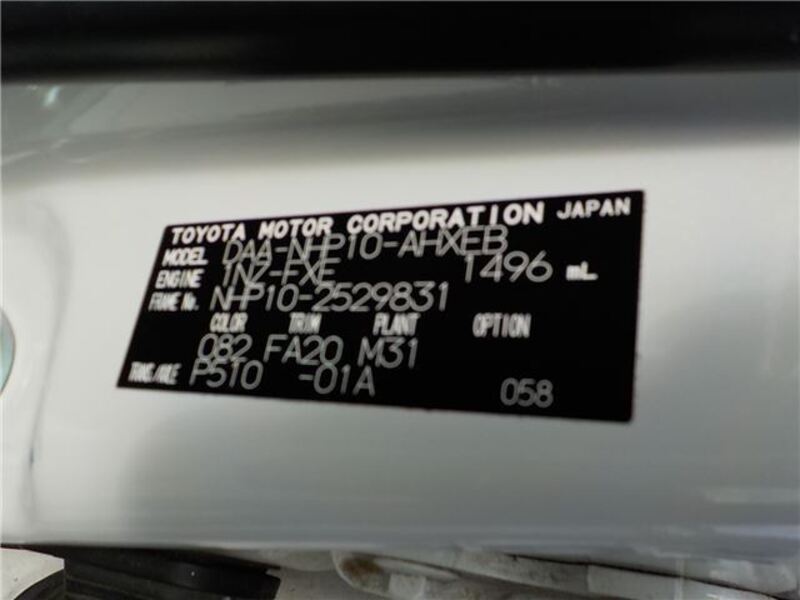 TOYOTA MOTOR CORPORATION JAPAN
MODEL DAA-NHP10-AHXEB
ENGINE 1NZ-FXE 1496 mL
FRAME No. NHP10-2529831
COLOR TRIM PLANT OPTION
082 FA20 M31
TRANS/AXLE P510 -01A 058